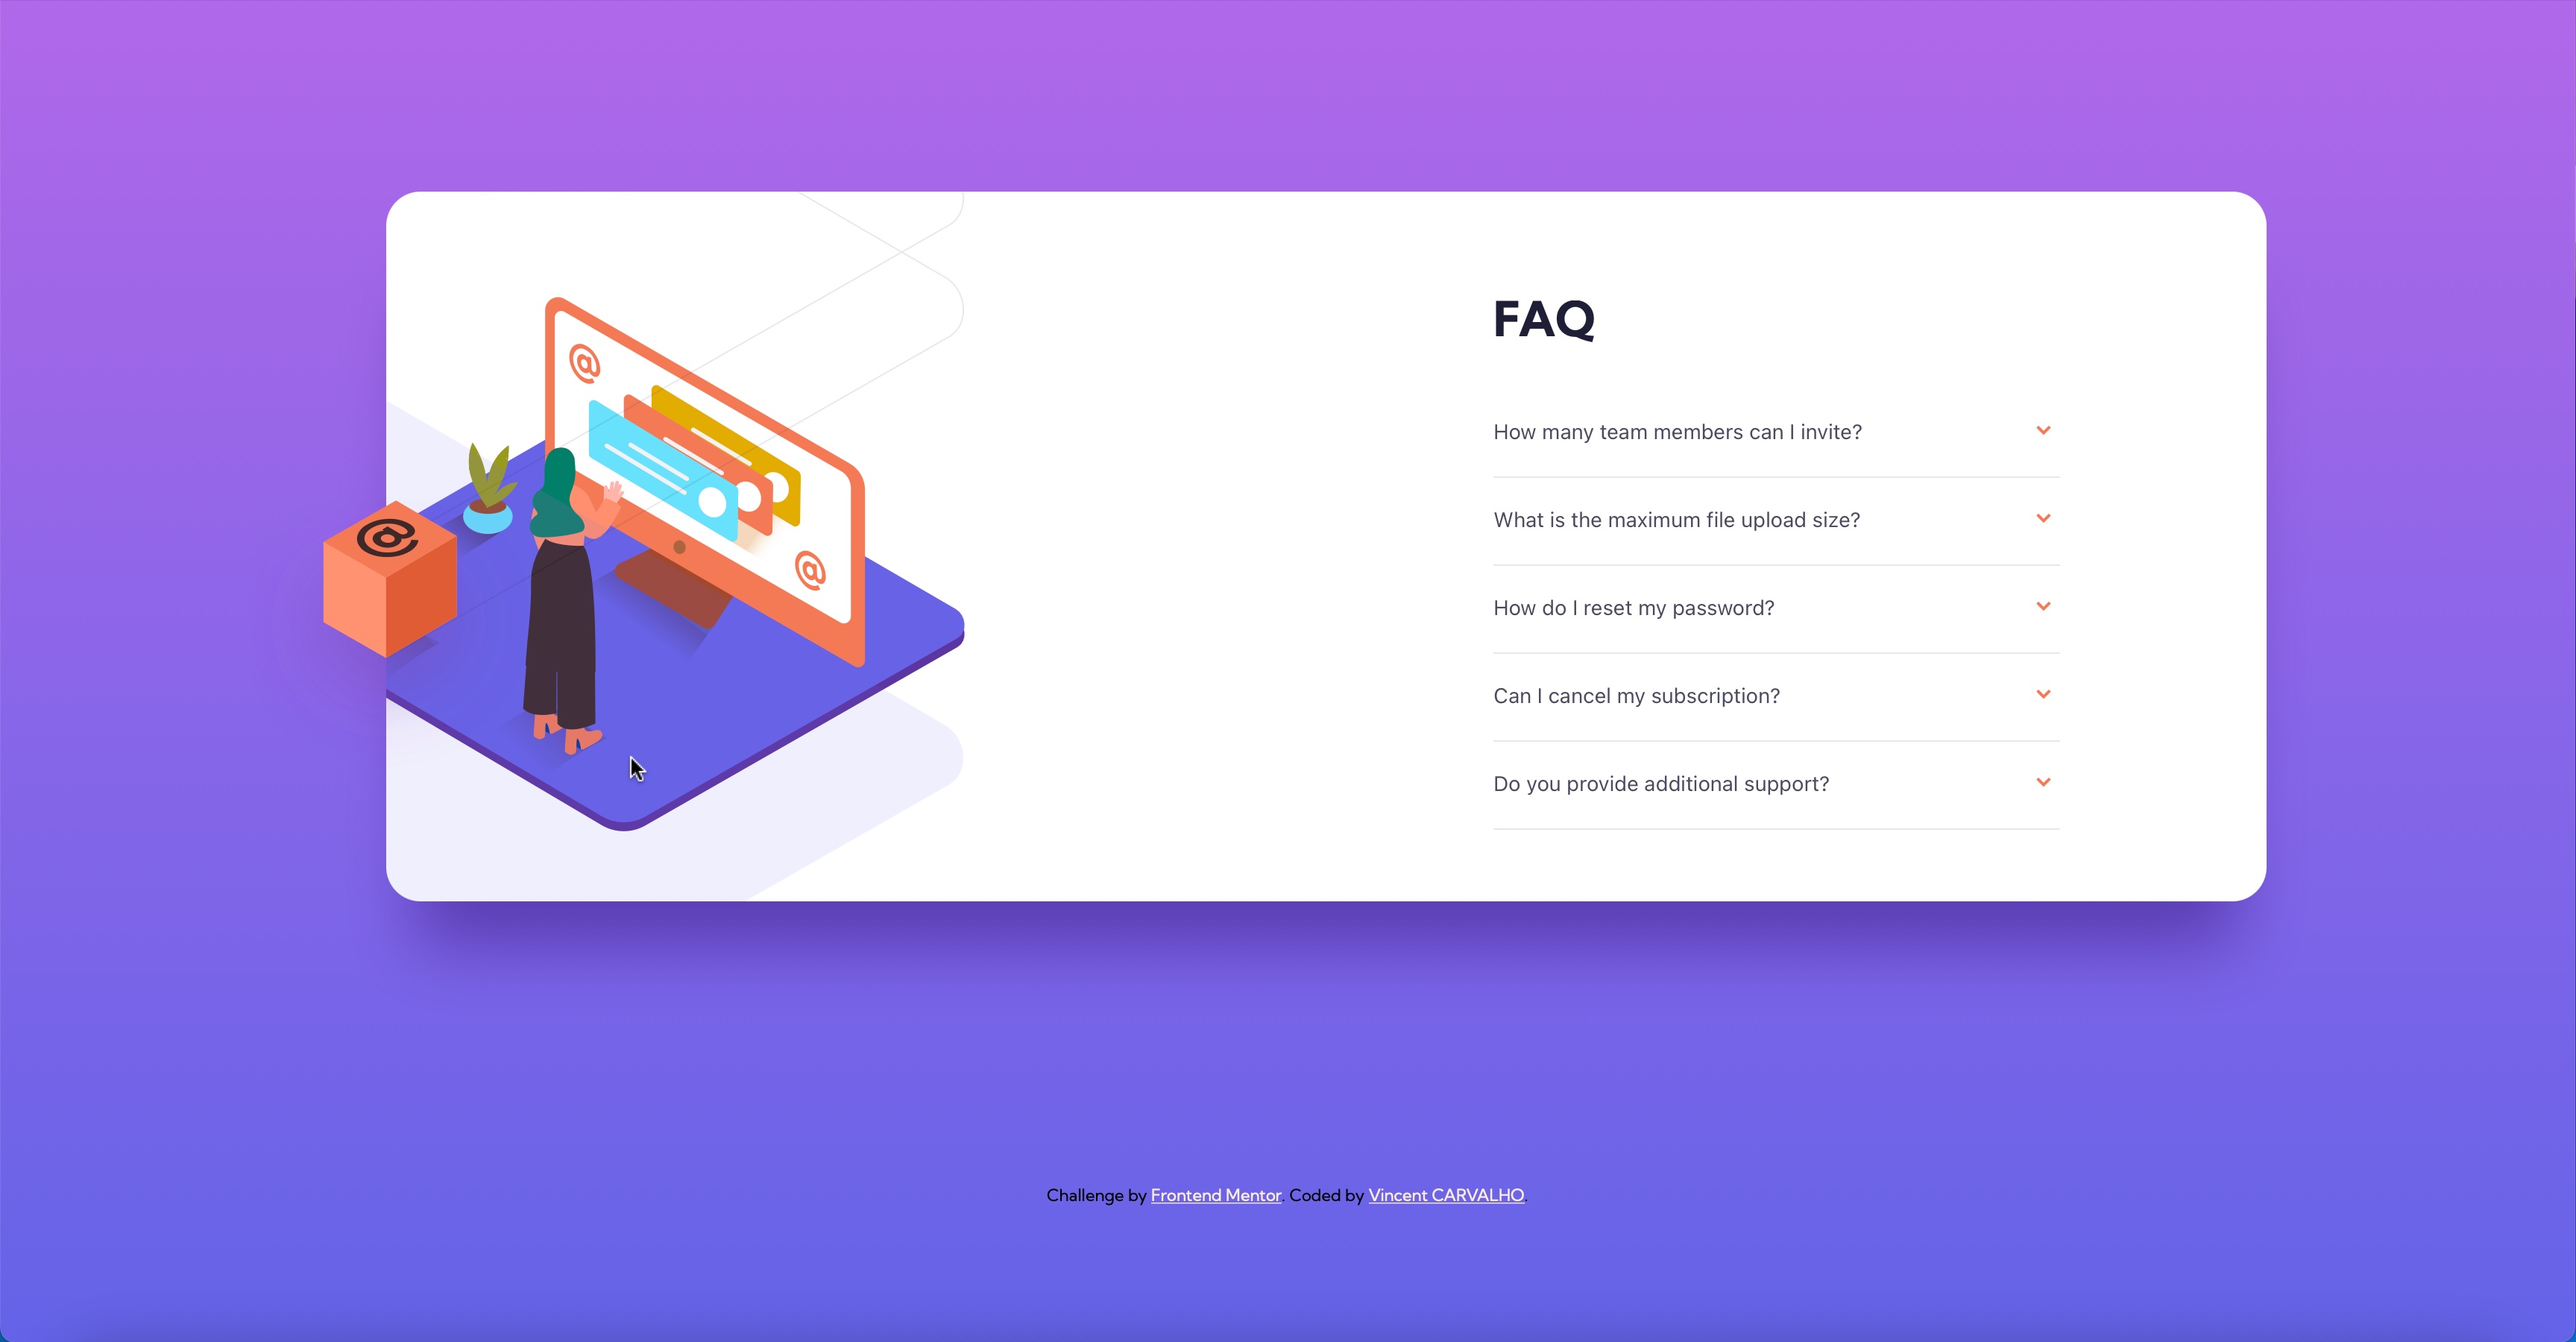 @
@
@
FAQ
How many team members can I invite?
What is the maximum file upload size?
How do I reset my password?
Can I cancel my subscription?
Do you provide additional support?
Challenge by Frontend Mentor. Coded by Vincent CARVALHO.